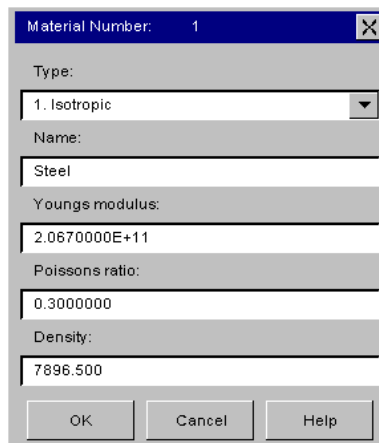 Material Number: 1
Type:
1. Isotropic
Name:
Steel
Youngs modulus:
2.0670000E+11
Poissons ratio:
0.3000000
Density:
7896.500
OK Cancel Help